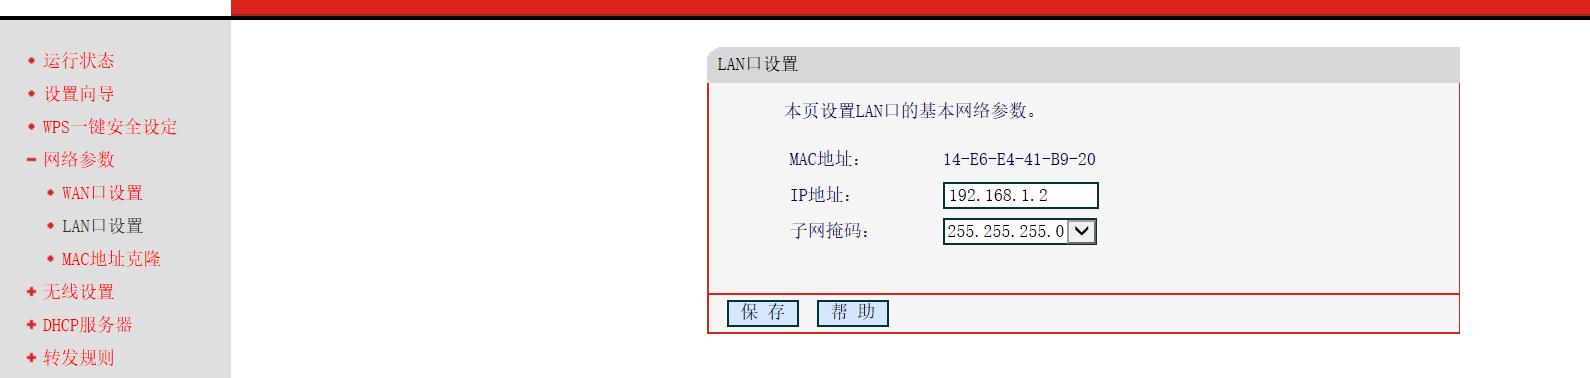 运行状态
设置向导
WPS一键安全设定
网络参数
WAN口设置
LAN口设置
MAC地址克隆
无线设置
DHCP服务器
转发规则
LAN口设置
本页设置LAN口的基本网络参数。
MAC地址： 14-E6-E4-41-B9-20
IP地址： 192.168.1.2
子网掩码： 255.255.255.0
保 存 帮 助